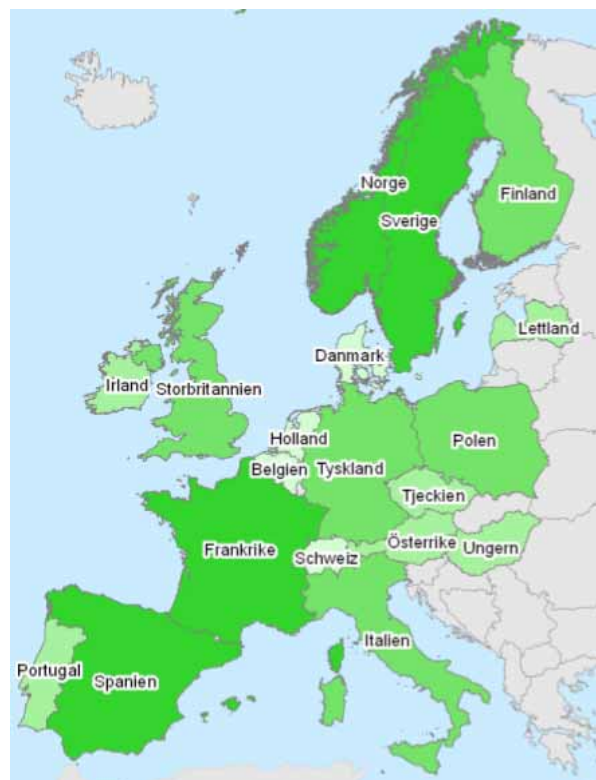 Norge
Finland
Sverige
Lettland
Danmark
Irland
Storbritannien
Holland
Polen
Belgien
Tyskland
Tjeckien
Österrike
Frankrike
Ungern
Schweiz
Italien
Portugal
Spanien